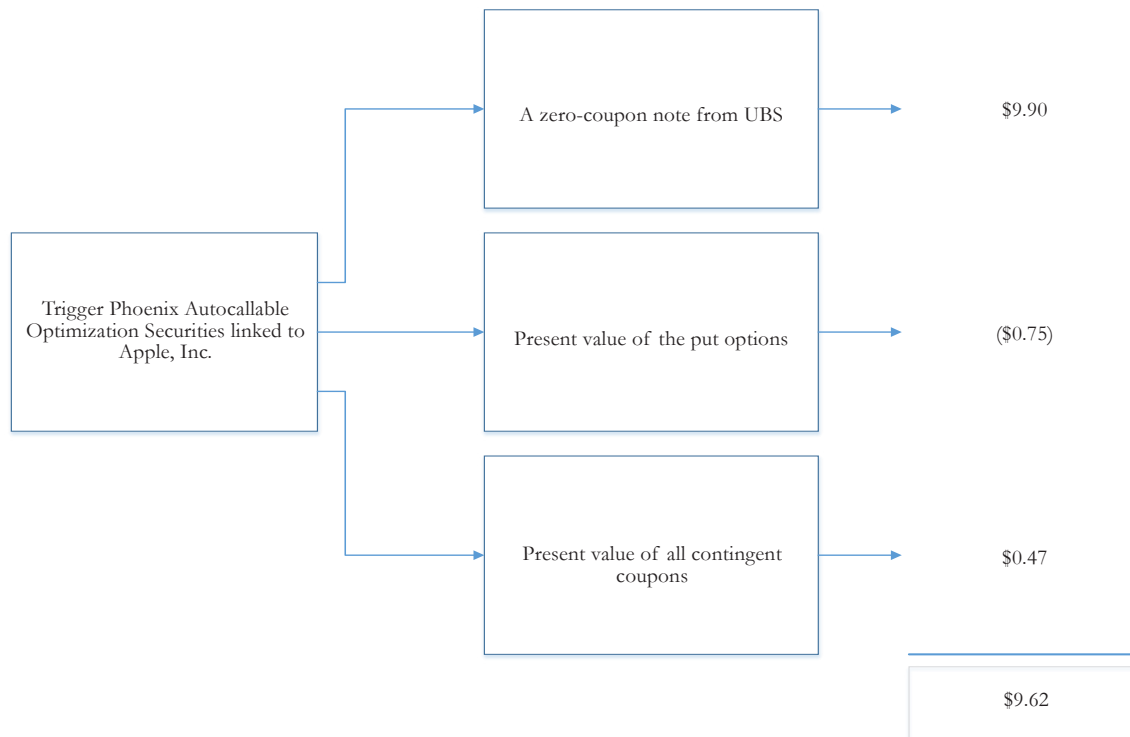 A zero-coupon note from UBS
$9.90
Trigger Phoenix Autocallable
Optimization Securities linked to
Apple, Inc.
Present value of the put options
($0.75)
Present value of all contingent
coupons
$0.47
$9.62